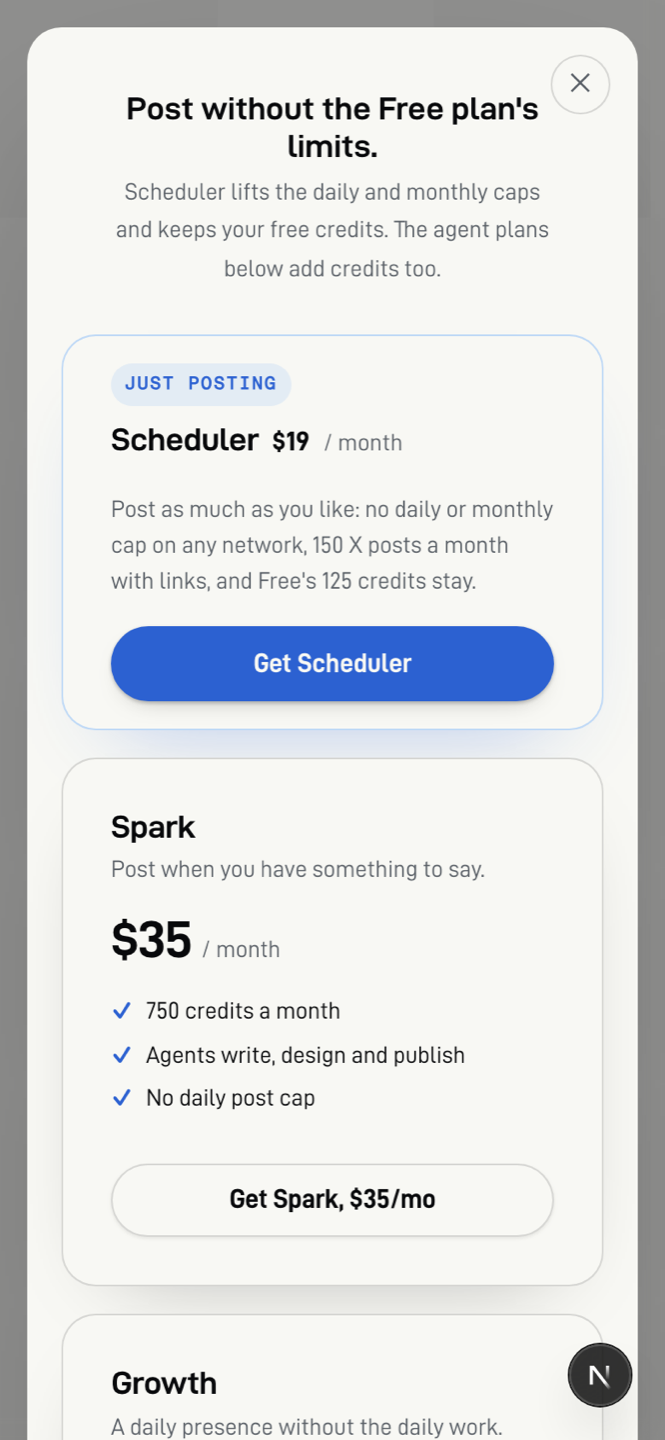 Post without the Free plan's
limits.
Scheduler lifts the daily and monthly caps
and keeps your free credits. The agent plans
below add credits too.
JUST POSTING
Scheduler $19 / month
Post as much as you like: no daily or monthly
cap on any network, 150 X posts a month
with links, and Free's 125 credits stay.
Get Scheduler
Spark
Post when you have something to say.
$35 / month
750 credits a month
Agents write, design and publish
No daily post cap
Get Spark, $35/mo
Growth
N
A daily presence without the daily work.